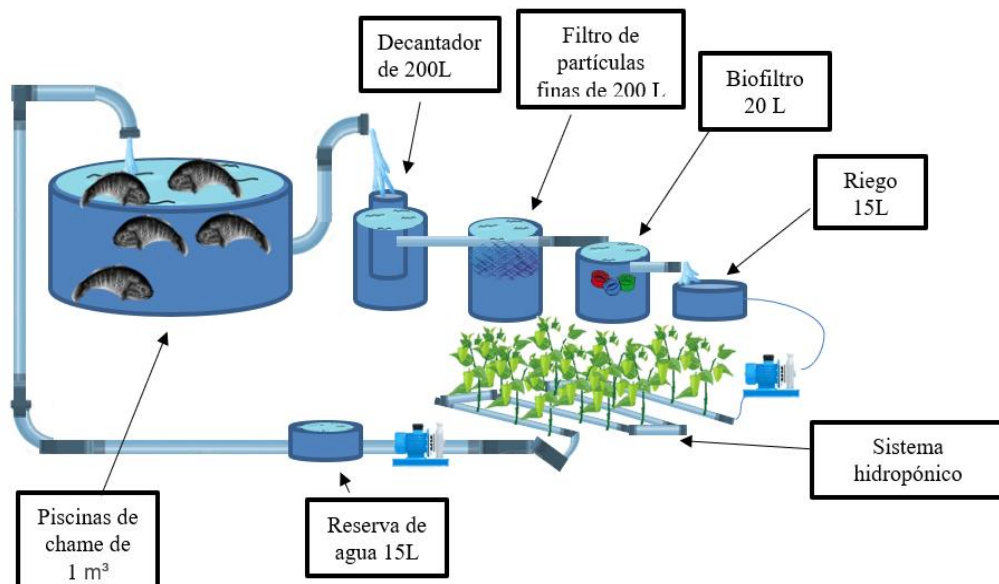 Decantador
de 200L
Filtro de
partículas
finas de 200 L
Biofiltro
20 L
Riego
15L
Sistema
hidropónico
Reserva de
agua 15L
Piscinas de
chame de
1 m³